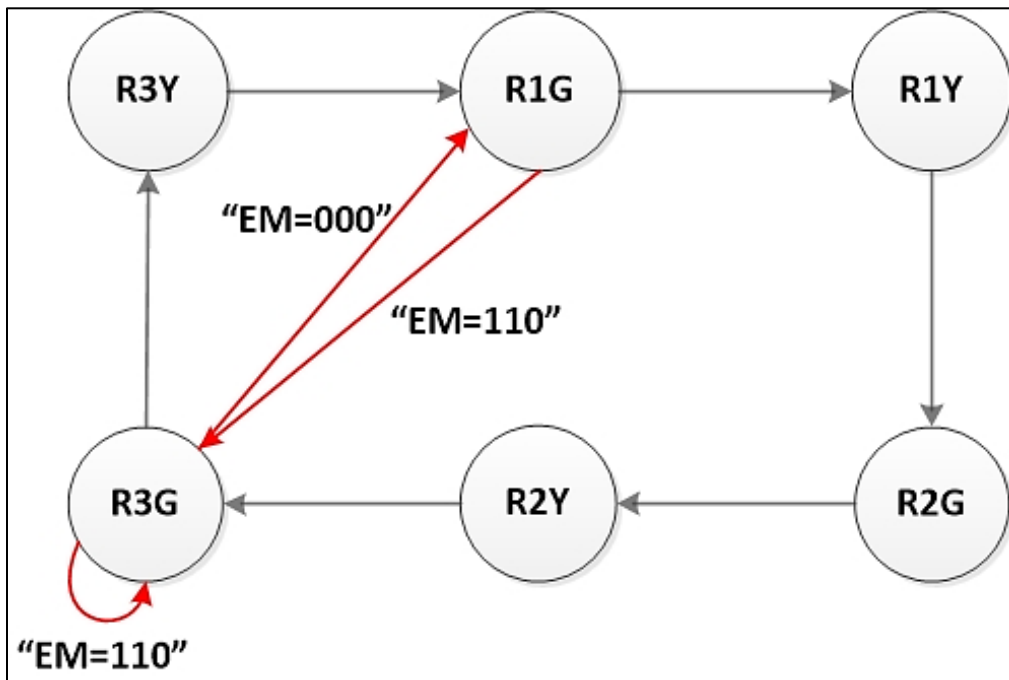 R3Y
R1G
R1Y
“EM=000”
“EM=110”
R3G
R2Y
R2G
“EM=110”